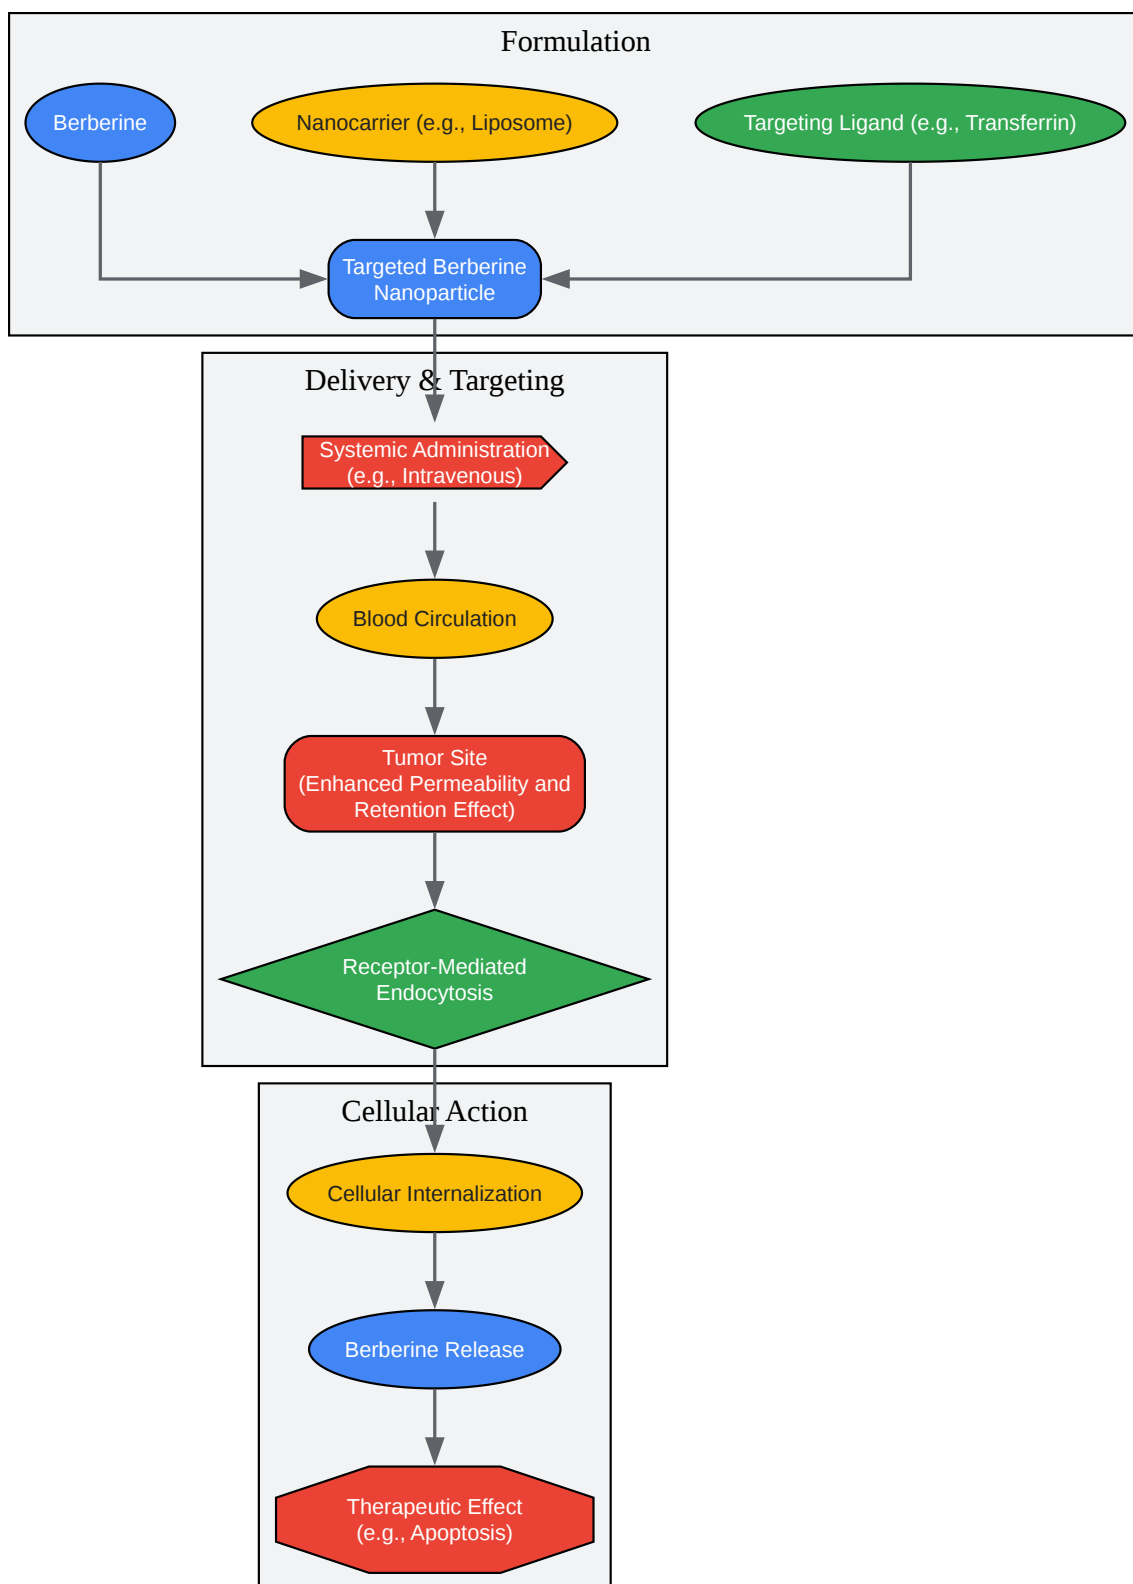 Formulation
Berberine
Nanocarrier (e.g., Liposome)
Targeting Ligand (e.g., Transferrin)
Targeted Berberine
Nanoparticle
Delivery & Targeting
Systemic Administration
(e.g., Intravenous)
Blood Circulation
Tumor Site
(Enhanced Permeability and
Retention Effect)
Receptor-Mediated
Endocytosis
Cellular Action
Cellular Internalization
Berberine Release
Therapeutic Effect
(e.g., Apoptosis)